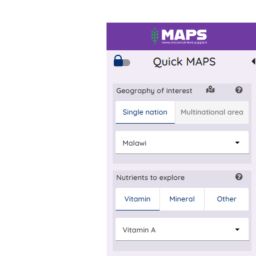 MAPS
Quick MAPS
Geography of interest
Single nation Multinational area
Malawi
Nutrients to explore
Vitamin Mineral Other
Vitamin A